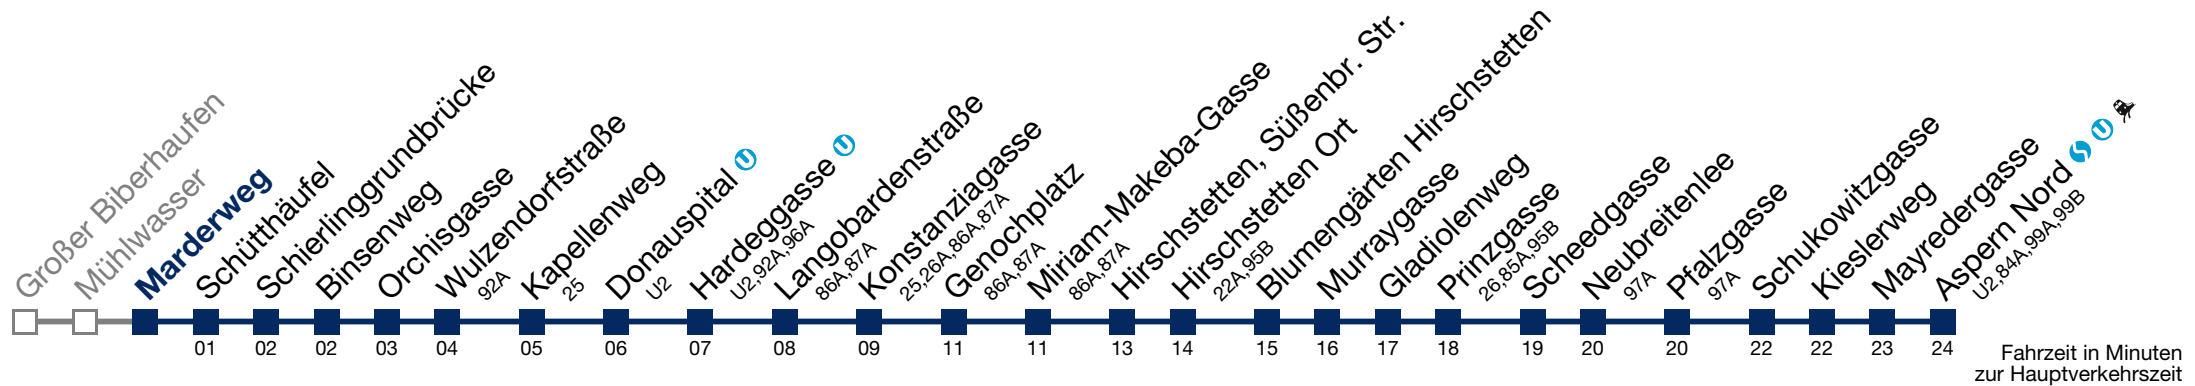 Großer Biberhaufen
Mühlwasser
Marderweg
Schütthäufel
Schierlinggrundbrücke
Binsenweg
Orchisgasse
Wulzendorfstraße
92A
Kapellenweg
25
Donauspital U
U2
Hardeggasse U
U2,92A,96A
Langobardenstraße
86A,87A
Konstanziagasse
25,26A,86A,87A
Genochplatz
86A,87A
Miriam-Makeba-Gasse
86A,87A
Hirschstetten, Süßenbr. Str.
Hirschstetten Ort
22A,95B
Blumengärten Hirschstetten
Murraygasse
Gladiolenweg
Prinzgasse
26,85A,95B
Scheedgasse
Neubreitenlee
97A
Pfalzgasse
97A
Schukowitzgasse
Kieslerweg
Mayredergasse
Aspern Nord S U
U2,84A,99A,99B
01 02 02 03 04 05 06 07 08 09 11 11 13 14 15 16 17 18 19 20 20 22 22 23 24
Fahrzeit in Minuten
zur Hauptverkehrszeit